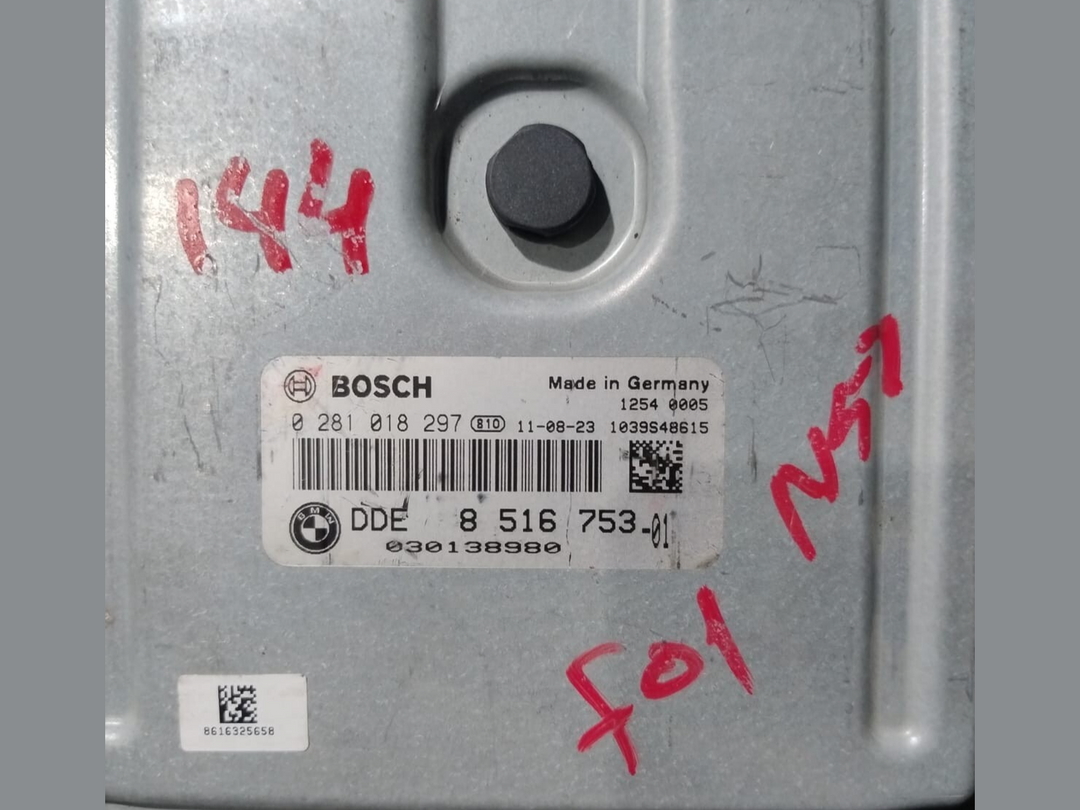 144
BOSCH Made in Germany
1254 0005
0 281 018 297 810 11-08-23 1039S48615
BMW DDE 8 516 753-01
030138980
N57
F01
8616325658